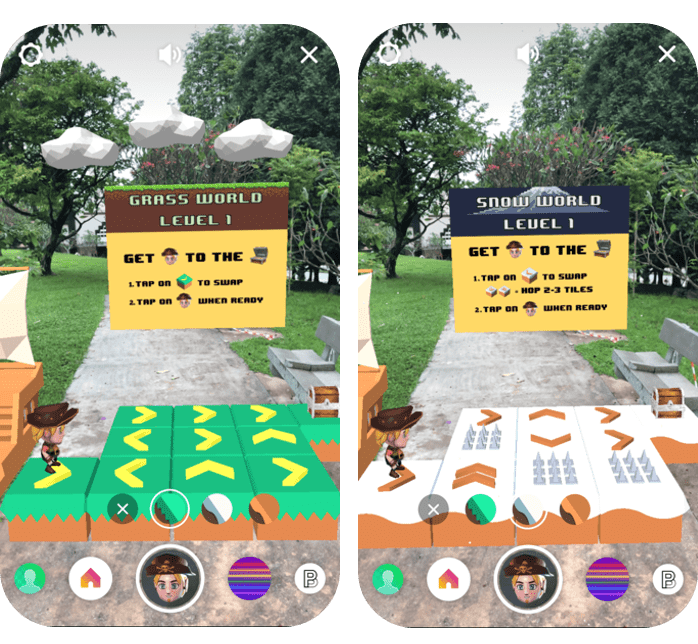 GRASS WORLD
LEVEL 1
GET TO THE
1. TAP ON TO SWAP
2. TAP ON WHEN READY
B
SNOW WORLD
LEVEL 1
GET TO THE
1. TAP ON TO SWAP
= HOP 2-3 TILES
2. TAP ON WHEN READY
B